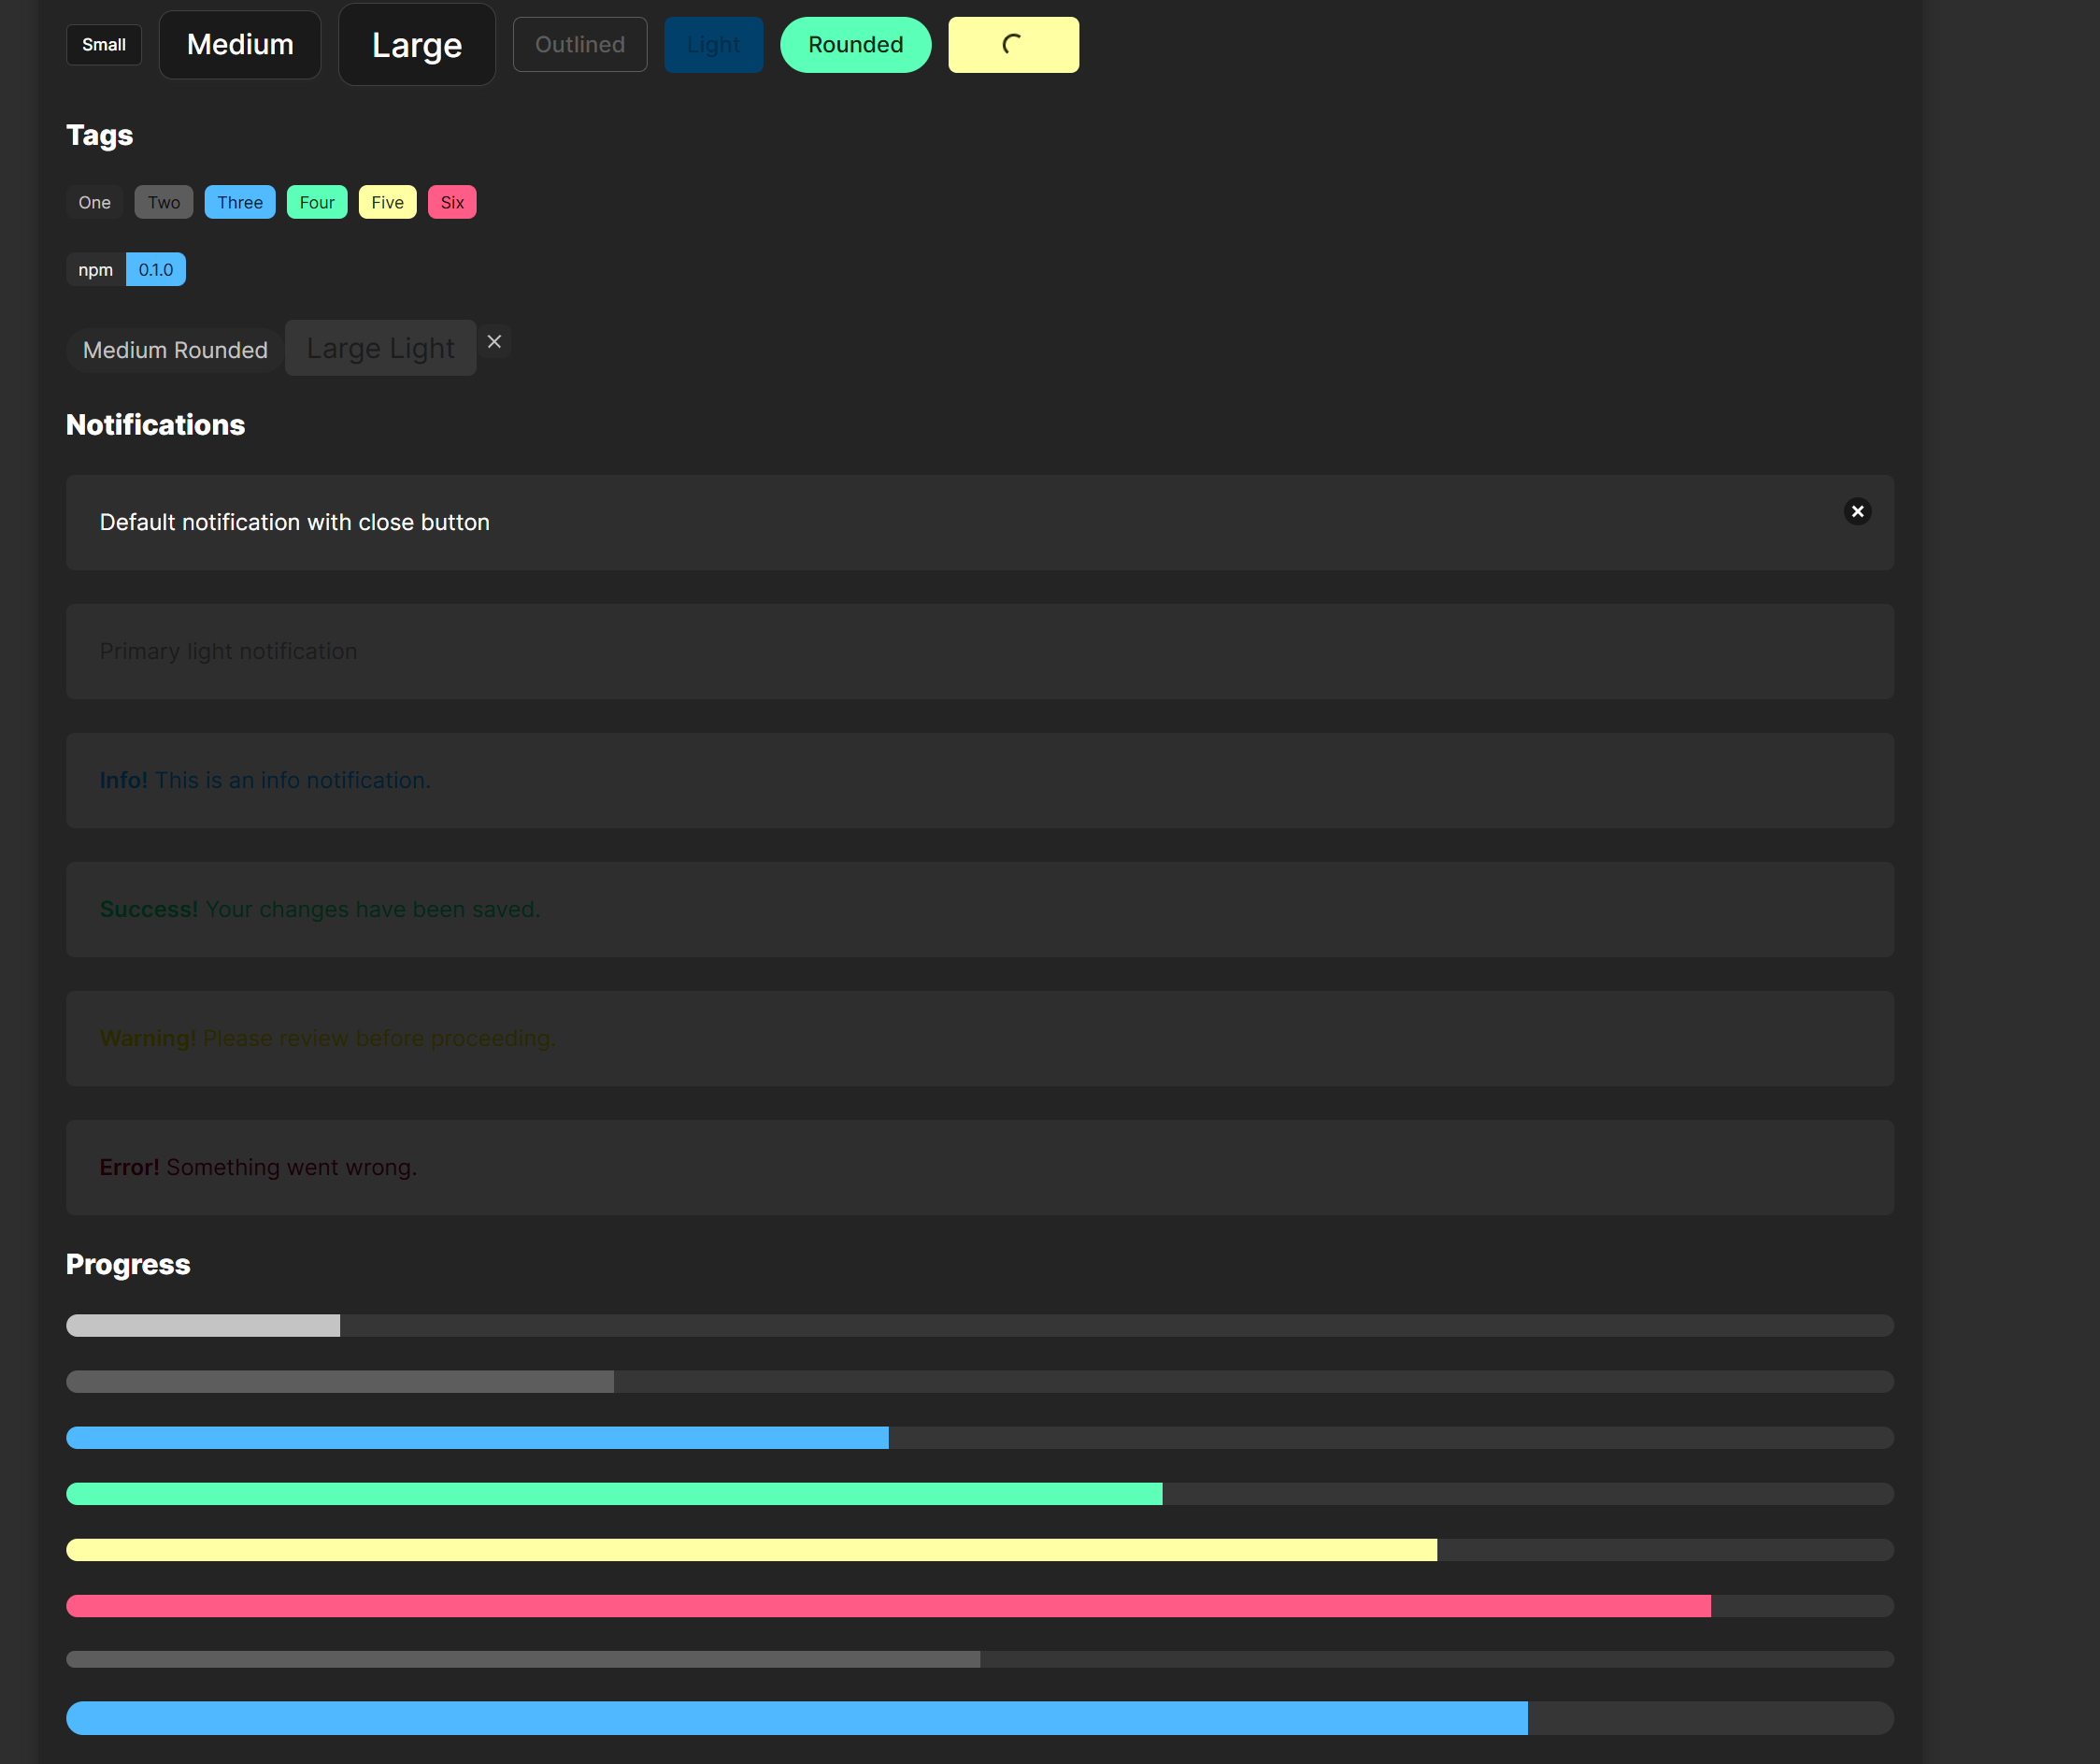 Small Medium Large Outlined Light Rounded
Tags
One Two Three Four Five Six
npm 0.1.0
Medium Rounded Large Light
Notifications
Default notification with close button
Primary light notification
Info! This is an info notification.
Success! Your changes have been saved.
Warning! Please review before proceeding.
Error! Something went wrong.
Progress